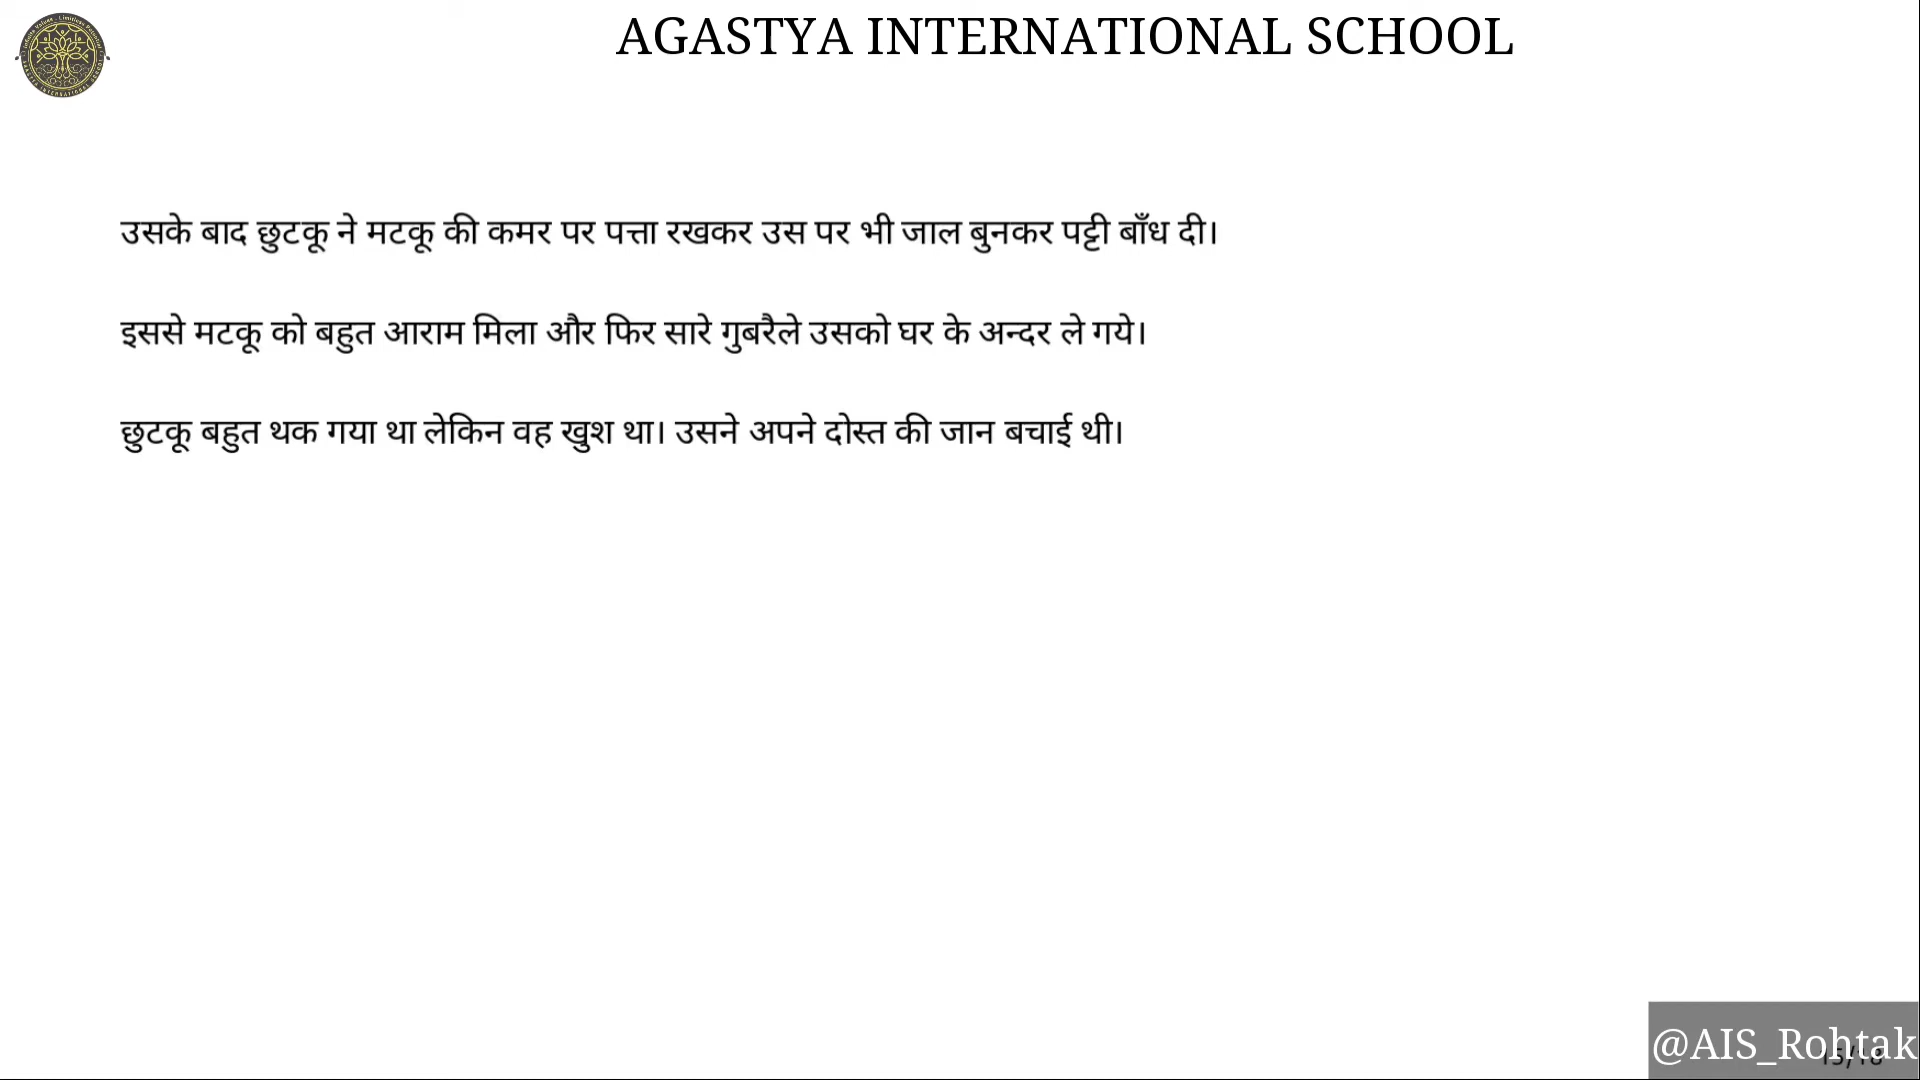 AGASTYA INTERNATIONAL SCHOOL
उसके बाद छुटकू ने मटकू की कमर पर पत्ता रखकर उस पर भी जाल बुनकर पट्टी बाँध दी।
इससे मटकू को बहुत आराम मिला और फिर सारे गुबरैले उसको घर के अन्दर ले गये।
छुटकू बहुत थक गया था लेकिन वह खुश था। उसने अपने दोस्त की जान बचाई थी।
@AIS_Rohtak